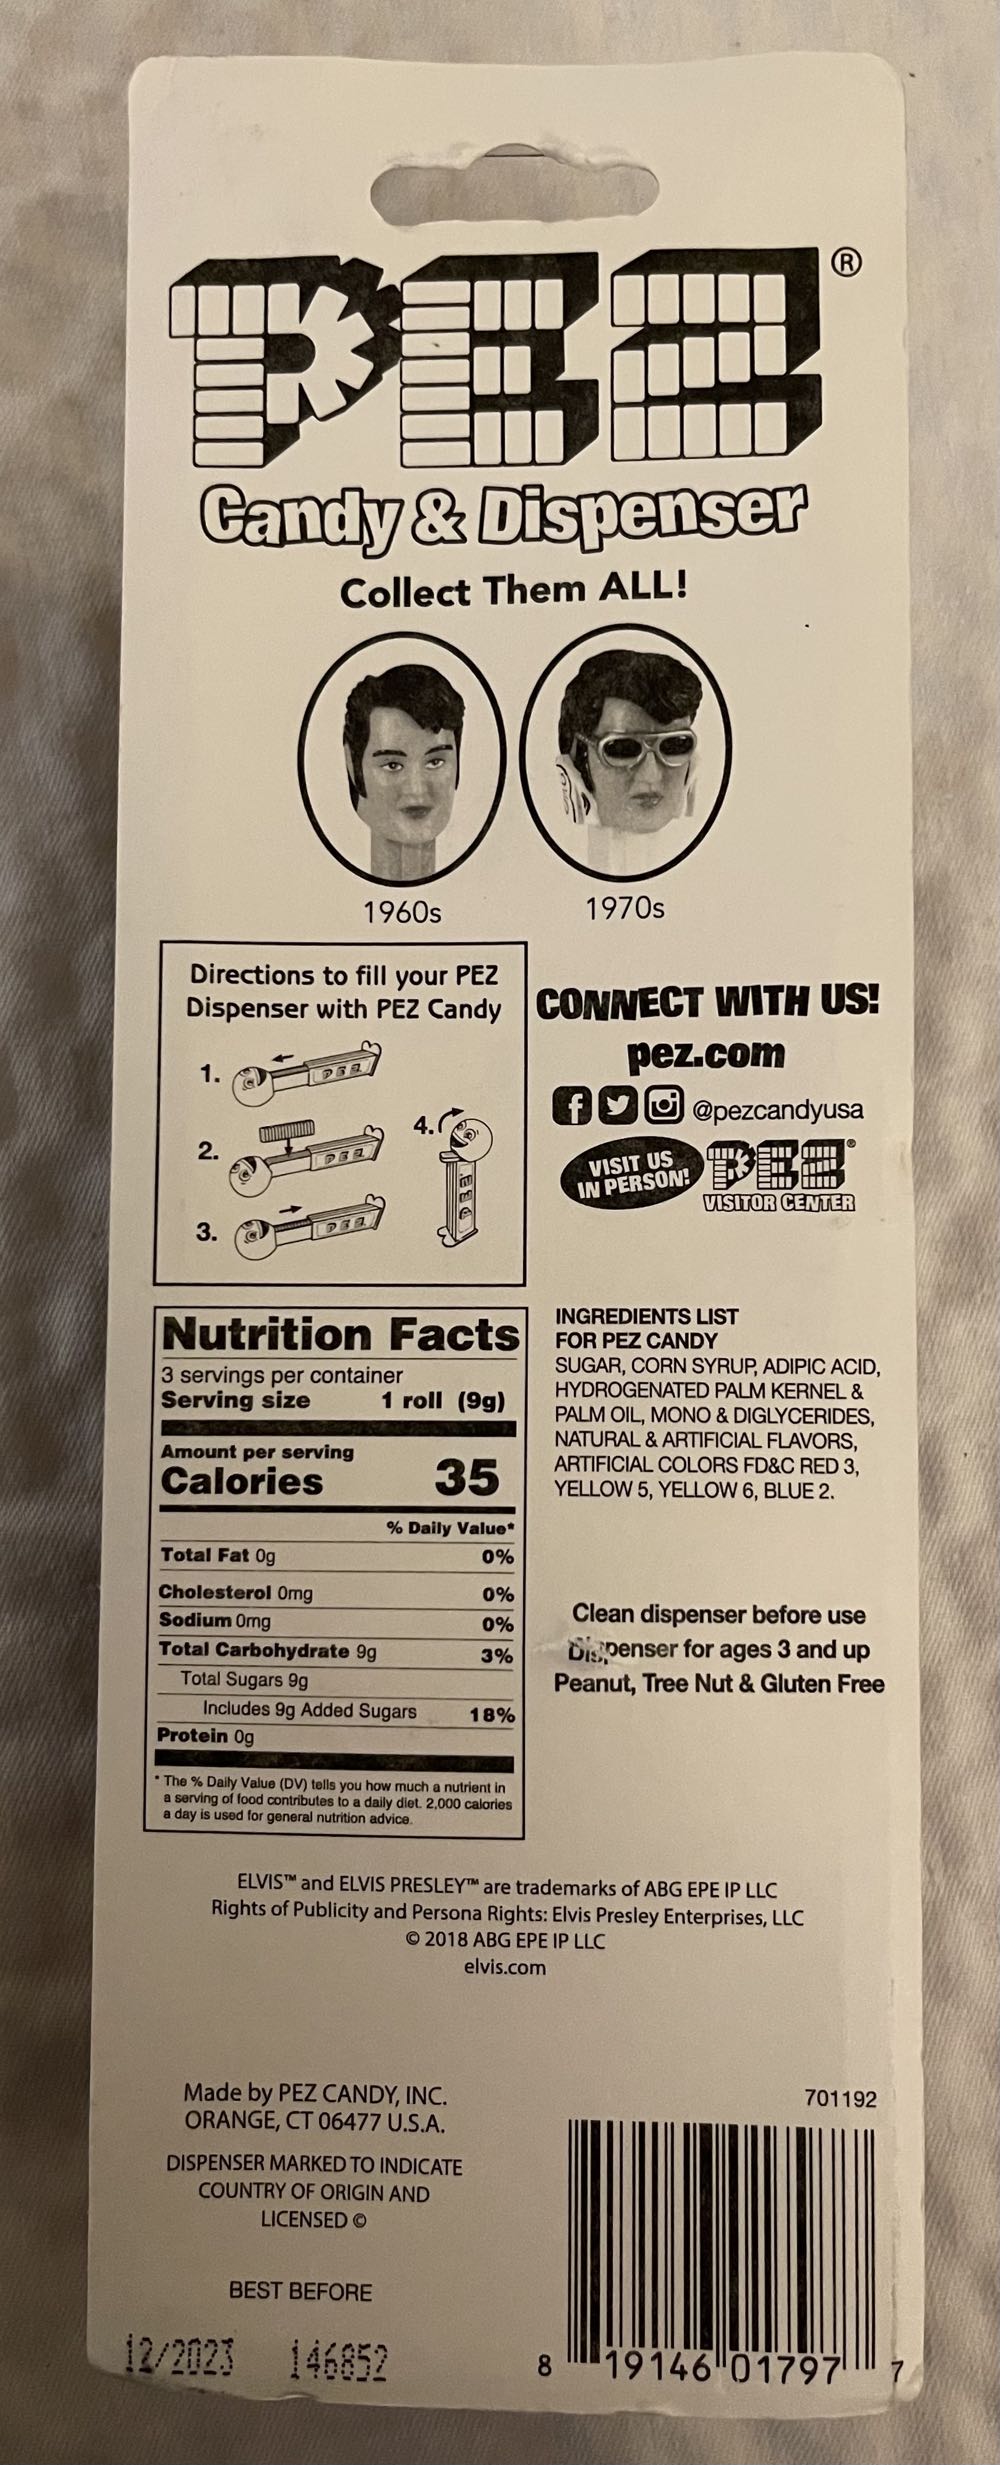 PEZ®
Candy & Dispenser
Collect Them ALL!
1960s
1970s
Directions to fill your PEZ
Dispenser with PEZ Candy
1.
PEZ
2.
PEZ
3.
PEZ
4.
PEZ
CONNECT WITH US!
pez.com
@pezcandyusa
VISIT US
IN PERSON!
PEZ®
VISITOR CENTER
Nutrition Facts
3 servings per container
Serving size 1 roll (9g)
Amount per serving
Calories 35
% Daily Value*
Total Fat 0g 0%
Cholesterol 0mg 0%
Sodium 0mg 0%
Total Carbohydrate 9g 3%
Total Sugars 9g
Includes 9g Added Sugars 18%
Protein 0g
* The % Daily Value (DV) tells you how much a nutrient in
a serving of food contributes to a daily diet. 2,000 calories
a day is used for general nutrition advice.
INGREDIENTS LIST
FOR PEZ CANDY
SUGAR, CORN SYRUP, ADIPIC ACID,
HYDROGENATED PALM KERNEL &
PALM OIL, MONO & DIGLYCERIDES,
NATURAL & ARTIFICIAL FLAVORS,
ARTIFICIAL COLORS FD&C RED 3,
YELLOW 5, YELLOW 6, BLUE 2.
Clean dispenser before use
Dispenser for ages 3 and up
Peanut, Tree Nut & Gluten Free
ELVIS™ and ELVIS PRESLEY™ are trademarks of ABG EPE IP LLC
Rights of Publicity and Persona Rights: Elvis Presley Enterprises, LLC
© 2018 ABG EPE IP LLC
elvis.com
Made by PEZ CANDY, INC.
ORANGE, CT 06477 U.S.A.
DISPENSER MARKED TO INDICATE
COUNTRY OF ORIGIN AND
LICENSED ©
BEST BEFORE
12/2023 146852
701192
8 19146 01797 7